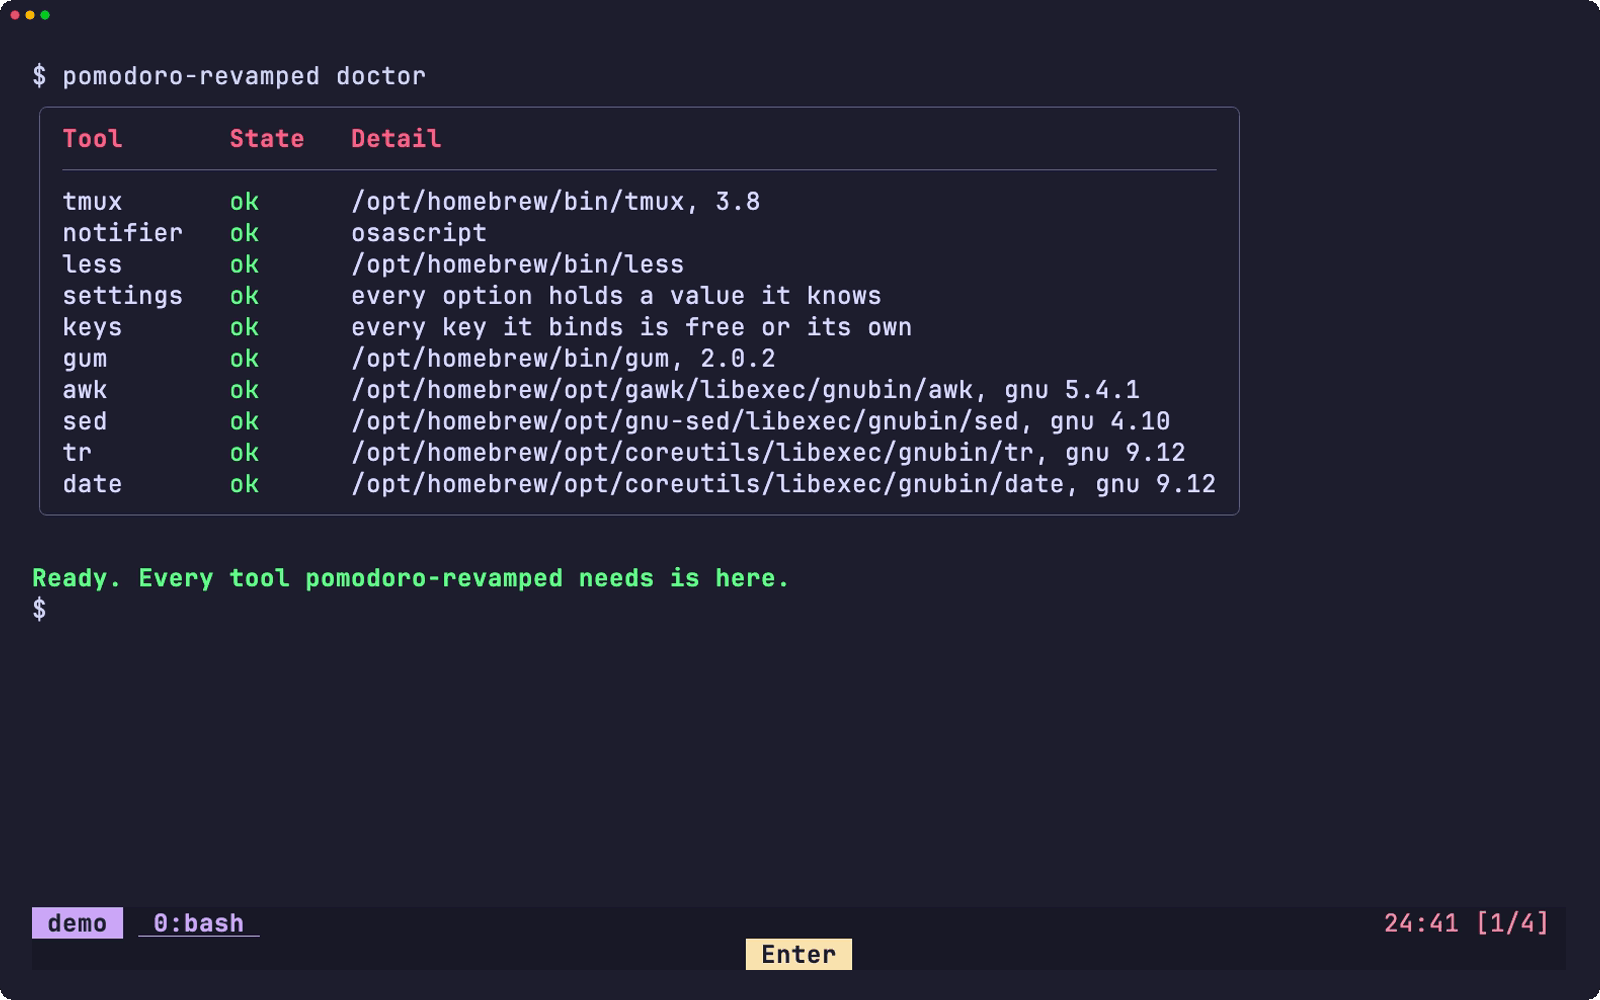 $ pomodoro-revamped doctor
Tool State Detail
tmux ok /opt/homebrew/bin/tmux, 3.8
notifier ok osascript
less ok /opt/homebrew/bin/less
settings ok every option holds a value it knows
keys ok every key it binds is free or its own
gum ok /opt/homebrew/bin/gum, 2.0.2
awk ok /opt/homebrew/opt/gawk/libexec/gnubin/awk, gnu 5.4.1
sed ok /opt/homebrew/opt/gnu-sed/libexec/gnubin/sed, gnu 4.10
tr ok /opt/homebrew/opt/coreutils/libexec/gnubin/tr, gnu 9.12
date ok /opt/homebrew/opt/coreutils/libexec/gnubin/date, gnu 9.12
Ready. Every tool pomodoro-revamped needs is here.
$
demo 0:bash 24:41 [1/4]
Enter